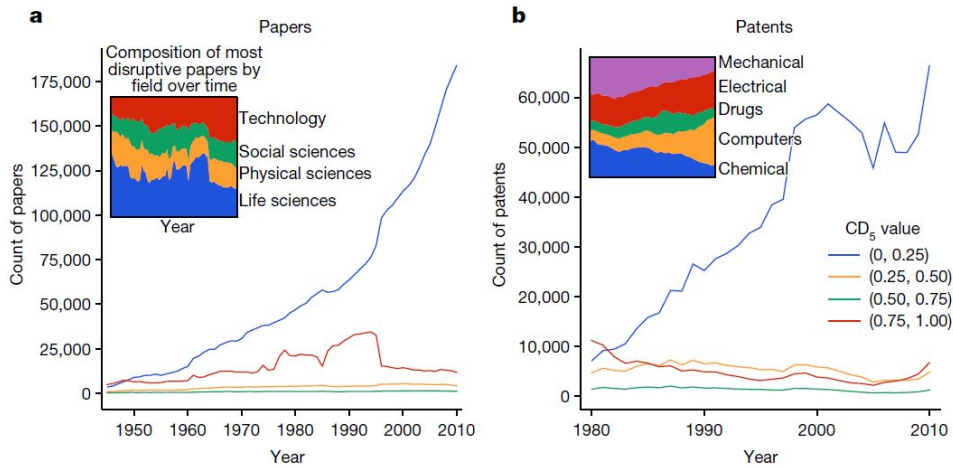 a
Papers
Composition of most
disruptive papers by
field over time
Technology
Social sciences
Physical sciences
Life sciences
Year
Count of papers
175,000
150,000
125,000
100,000
75,000
50,000
25,000
0
1950 1960 1970 1980 1990 2000 2010
Year
b
Patents
Mechanical
Electrical
Drugs
Computers
Chemical
Count of patents
60,000
50,000
40,000
30,000
20,000
10,000
0
CD5 value
(0, 0.25)
(0.25, 0.50)
(0.50, 0.75)
(0.75, 1.00)
1980 1990 2000 2010
Year